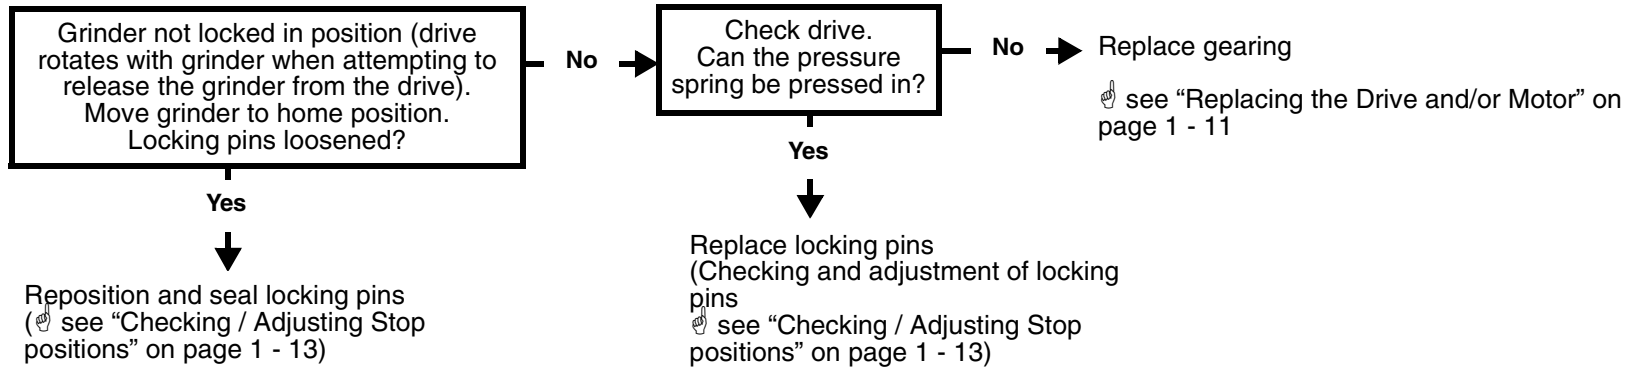 Grinder not locked in position (drive
rotates with grinder when attempting to
release the grinder from the drive).
Move grinder to home position.
Locking pins loosened?
No
Check drive.
Can the pressure
spring be pressed in?
No
Replace gearing
☝ see “Replacing the Drive and/or Motor” on
page 1 - 11
Yes
Reposition and seal locking pins
(☝ see “Checking / Adjusting Stop
positions” on page 1 - 13)
Yes
Replace locking pins
(Checking and adjustment of locking
pins
☝ see “Checking / Adjusting Stop
positions” on page 1 - 13)